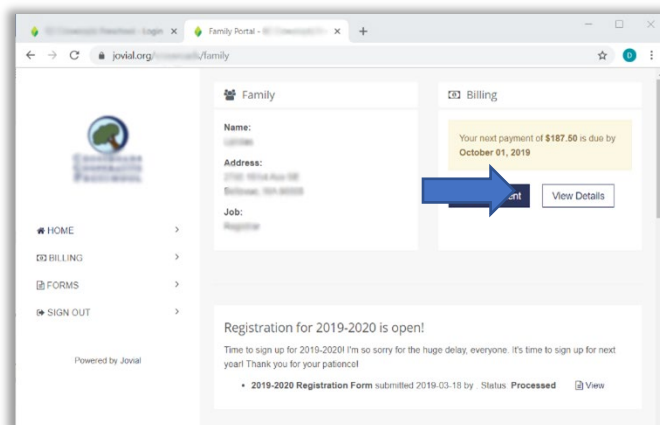 Login
Family Portal -
jovial.org/
/family
Family
Name:
Address:
Job:
Billing
Your next payment of $187.50 is due by
October 01, 2019
View Details
HOME
BILLING
FORMS
SIGN OUT
Powered by Jovial
Registration for 2019-2020 is open!
Time to sign up for 2019-2020! I'm so sorry for the huge delay, everyone. It's time to sign up for next
year! Thank you for your patience!
• 2019-2020 Registration Form submitted 2019-03-18 by . Status: Processed View